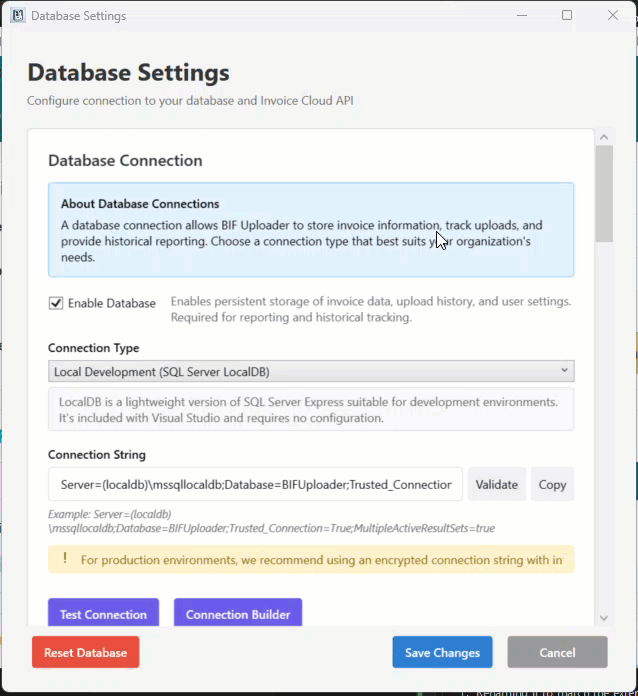 Database Settings
Database Settings
Configure connection to your database and Invoice Cloud API
Database Connection
About Database Connections
A database connection allows BIF Uploader to store invoice information, track uploads, and
provide historical reporting. Choose a connection type that best suits your organization's
needs.
Enable Database
Enables persistent storage of invoice data, upload history, and user settings.
Required for reporting and historical tracking.
Connection Type
Local Development (SQL Server LocalDB)
LocalDB is a lightweight version of SQL Server Express suitable for development environments.
It's included with Visual Studio and requires no configuration.
Connection String
Server=(localdb)\mssqllocaldb;Database=BIFUploader;Trusted_Connection Validate Copy
Example: Server=(localdb)
\mssqllocaldb;Database=BIFUploader;Trusted_Connection=True;MultipleActiveResultSets=true
! For production environments, we recommend using an encrypted connection string with in
Test Connection Connection Builder
Reset Database Save Changes Cancel